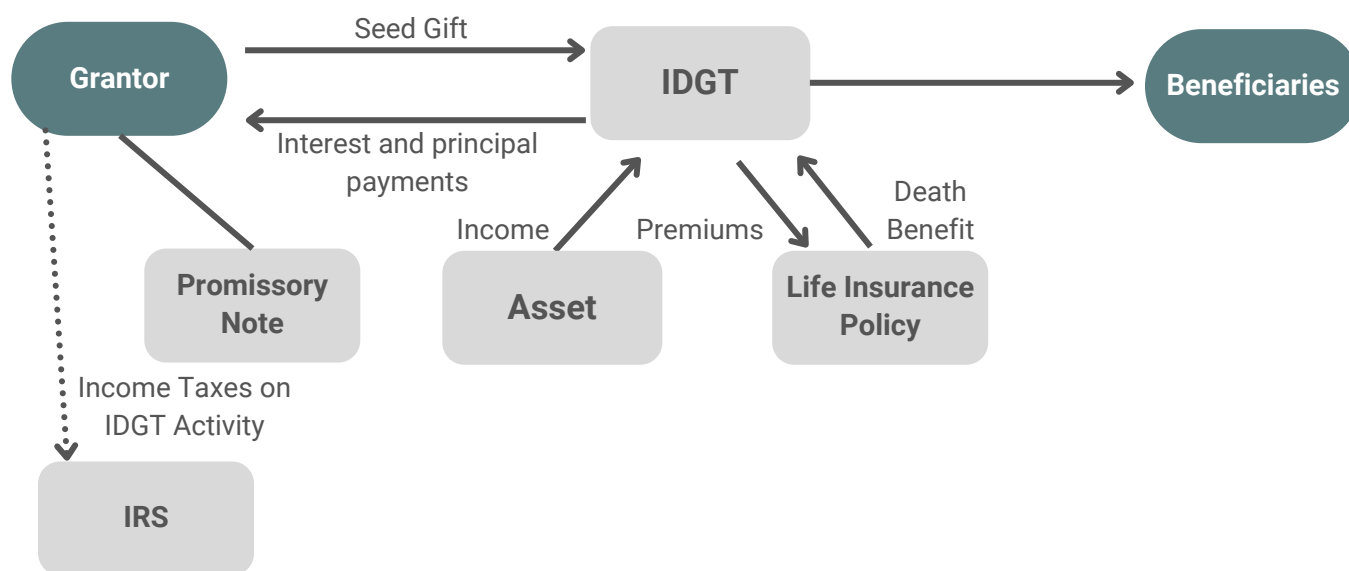 Seed Gift
Grantor
IDGT
Beneficiaries
Interest and principal
payments
Income
Premiums
Death
Benefit
Promissory
Note
Asset
Life Insurance
Policy
Income Taxes on
IDGT Activity
IRS